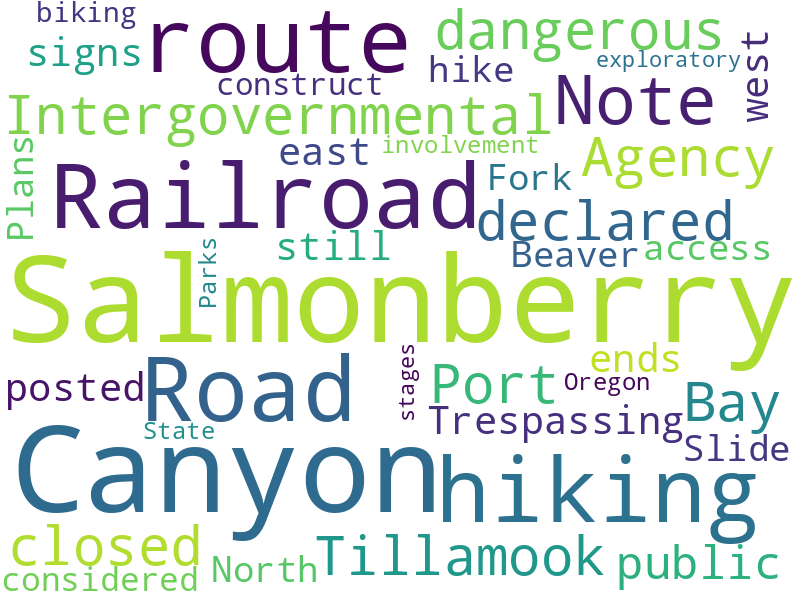 biking
route
dangerous
signs
exploratory
hike
construct
west
Note
Intergovernmental
involvement
east
Agency
Plans
Railroad
Fork
declared
still
Beaver
access
Parks
Salmonberry
ends
stages
posted
Road
Port
Oregon
Bay
Trespassing
State
Slide
Canyon
hiking
closed
Tillamook
public
considered
North